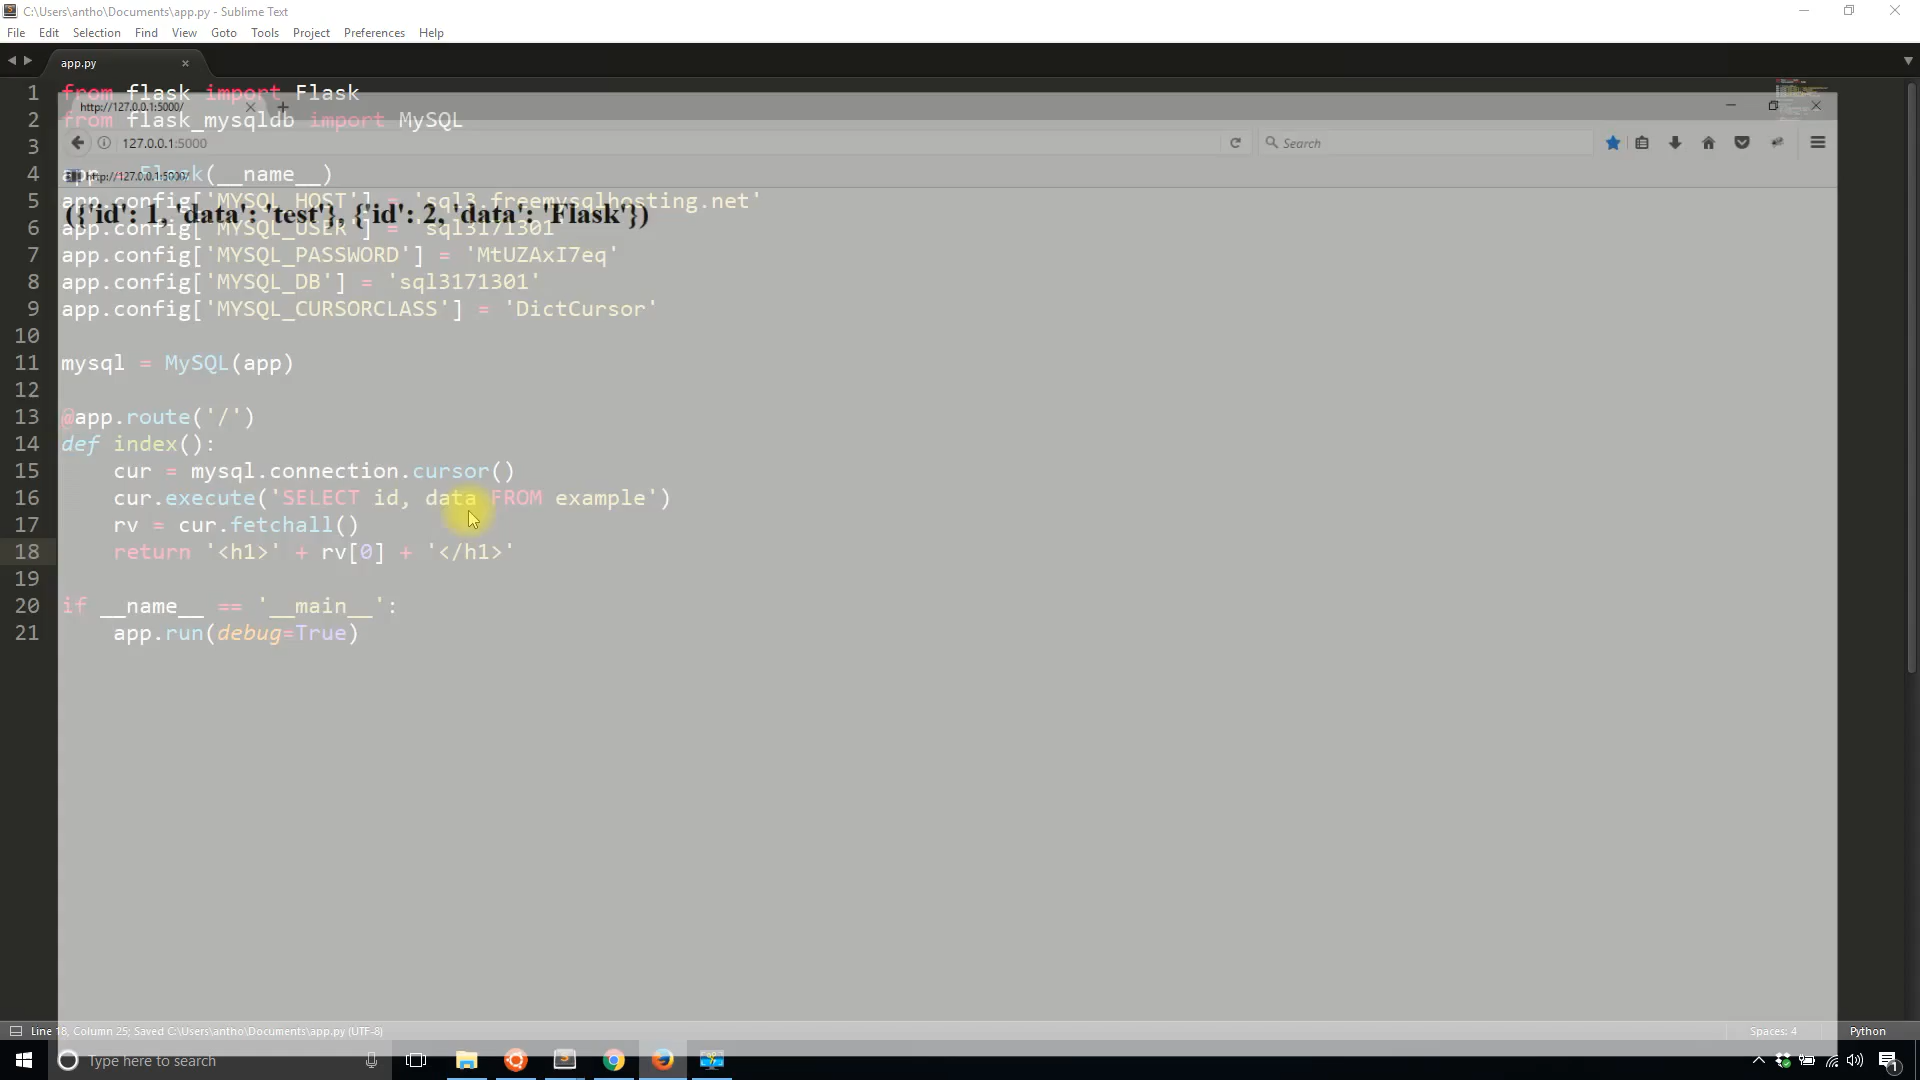 C:\Users\antho\Documents\app.py - Sublime Text
File Edit Selection Find View Goto Tools Project Preferences Help
app.py
1 from flask import Flask
http://127.0.0.1:5000/
2 from flask_mysqldb import MySQL
3
127.0.0.1:5000
Search
4 app = Flask(__name__)
http://127.0.0.1:5000/
5 app.config['MYSQL_HOST'] = 'sql3.freemysqlhosting.net'
({'id': 1, 'data': 'test'}, {'id': 2, 'data': 'Flask'})
6 app.config['MYSQL_USER'] = 'sql3171301'
7 app.config['MYSQL_PASSWORD'] = 'MtUZAxI7eq'
8 app.config['MYSQL_DB'] = 'sql3171301'
9 app.config['MYSQL_CURSORCLASS'] = 'DictCursor'
10
11 mysql = MySQL(app)
12
13 @app.route('/')
14 def index():
15 cur = mysql.connection.cursor()
16 cur.execute('SELECT id, data FROM example')
17 rv = cur.fetchall()
18 return '<h1>' + rv[0] + '</h1>'
19
20 if __name__ == '__main__':
21 app.run(debug=True)
Line 18, Column 25; Saved C:\Users\antho\Documents\app.py (UTF-8)
Spaces: 4
Python
Type here to search
1